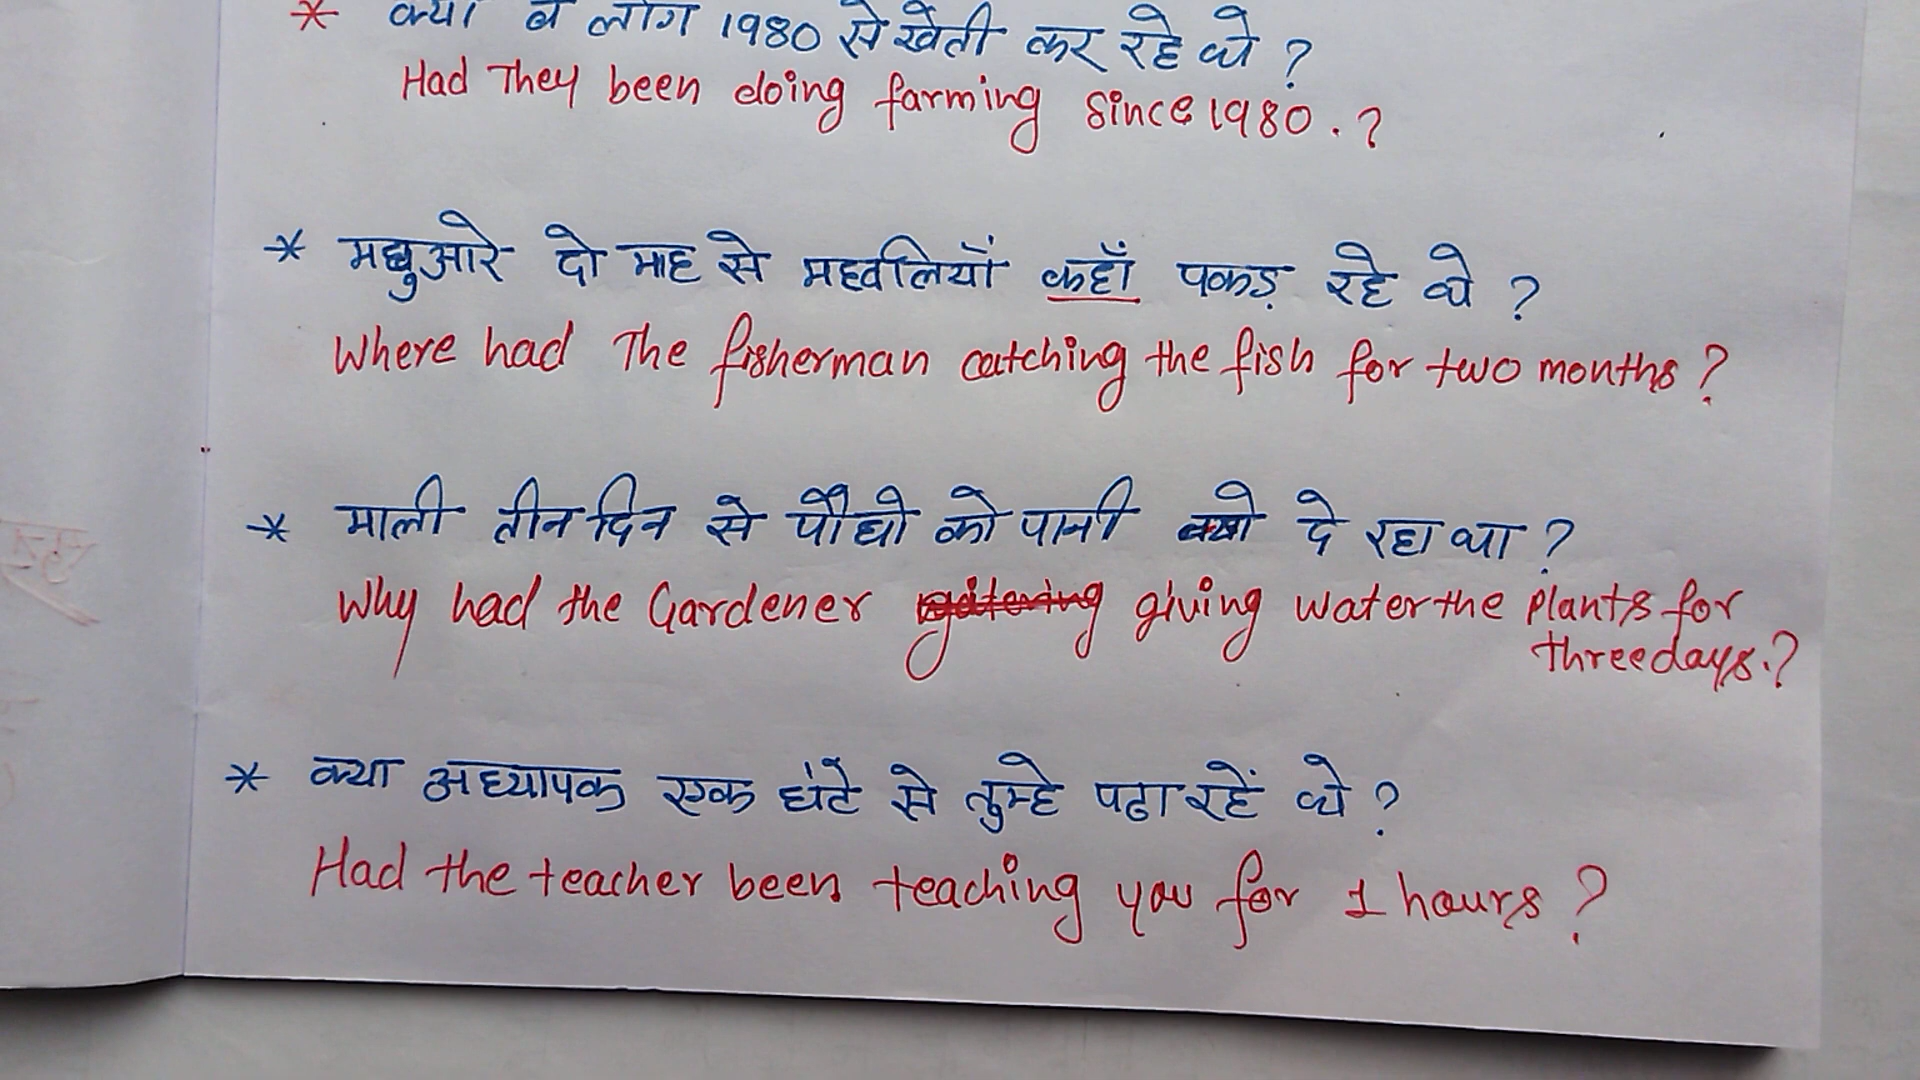 * क्या वे लोग 1980 से खेती कर रहे थे ?
Had They been doing farming Since 1980 . ?
* मछुआरे दो माह से मछलियाँ कहाँ पकड़ रहे थे ?
Where had The fisherman catching the fish for two months ?
* माली तीन दिन से पौधो को पानी क्यो दे रहा था ?
Why had the Gardener giving water the plants for
three days . ?
* क्या अध्यापक एक घंटे से तुम्हे पढा रहें थे ?
Had the teacher been teaching you for 1 hours ?